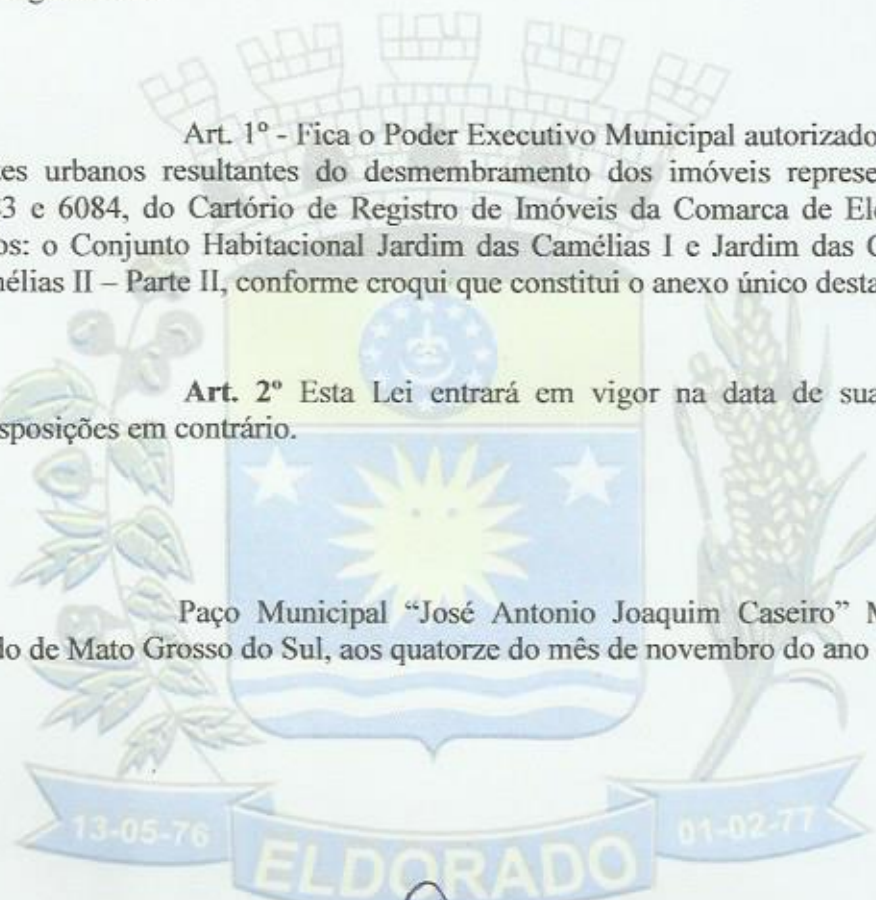 Art. 1º - Fica o Poder Executivo Municipal autorizado
es urbanos resultantes do desmembramento dos imóveis represe
3 e 6084, do Cartório de Registro de Imóveis da Comarca de El
os: o Conjunto Habitacional Jardim das Camélias I e Jardim das C
élias II – Parte II, conforme croqui que constitui o anexo único desta
Art. 2º Esta Lei entrará em vigor na data de sua
sposições em contrário.
Paço Municipal “José Antonio Joaquim Caseiro” M
do de Mato Grosso do Sul, aos quatorze do mês de novembro do ano
13-05-76
01-02-77
ELDORADO